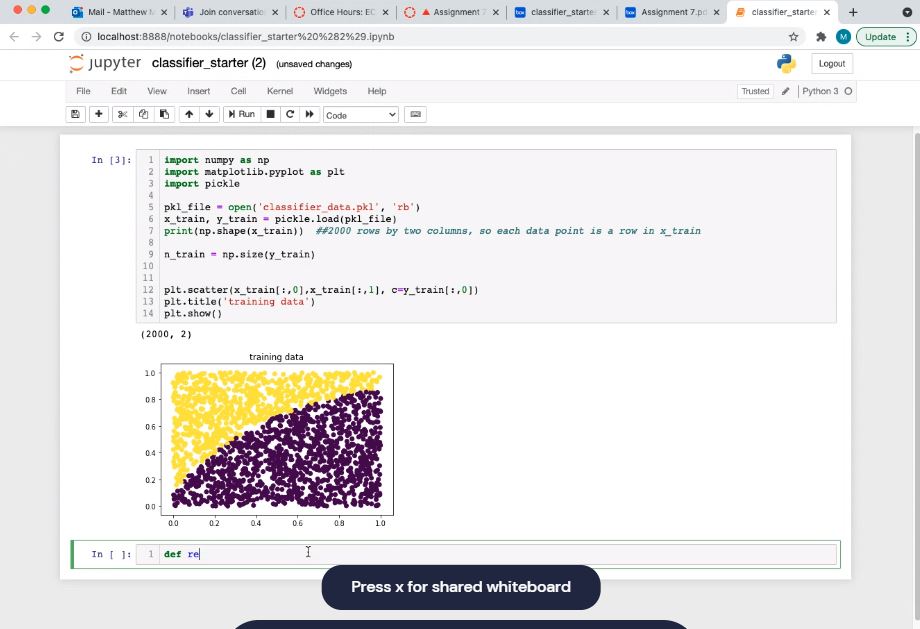 Mail - Matthew M
Join conversatio
Office Hours: EC
Assignment 7
classifier_starte
Assignment 7.pd
classifier_starter
localhost:8888/notebooks/classifier_starter%20%282%29.ipynb
M
Update
jupyter classifier_starter (2) (unsaved changes)
Logout
File Edit View Insert Cell Kernel Widgets Help
Trusted
Python 3
Run
Code
In [3]:
1 import numpy as np
2 import matplotlib.pyplot as plt
3 import pickle
4
5 pkl_file = open('classifier_data.pkl', 'rb')
6 x_train, y_train = pickle.load(pkl_file)
7 print(np.shape(x_train)) ##2000 rows by two columns, so each data point is a row in x_train
8
9 n_train = np.size(y_train)
10
11
12 plt.scatter(x_train[:,0],x_train[:,1], c=y_train[:,0])
13 plt.title('training data')
14 plt.show()
(2000, 2)
training data
1.0
0.8
0.6
0.4
0.2
0.0
0.0 0.2 0.4 0.6 0.8 1.0
In [ ]:
1 def re
Press x for shared whiteboard